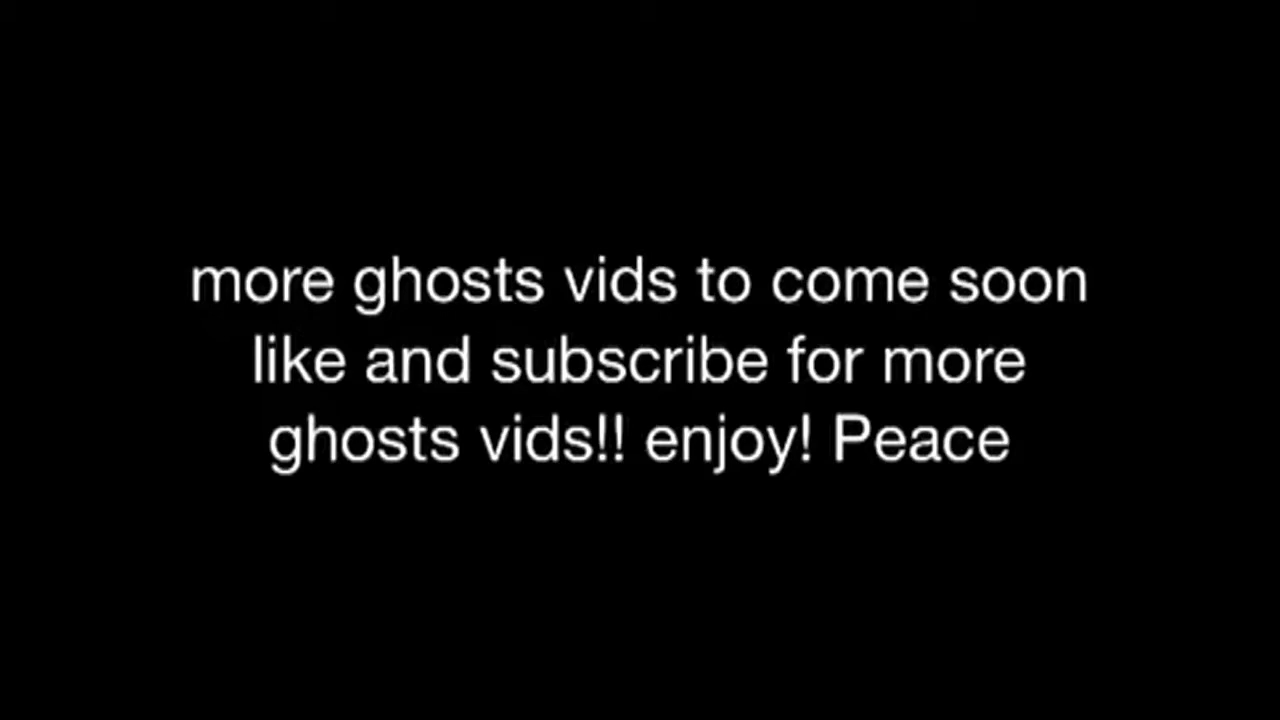 more ghosts vids to come soon
like and subscribe for more
ghosts vids!! enjoy! Peace